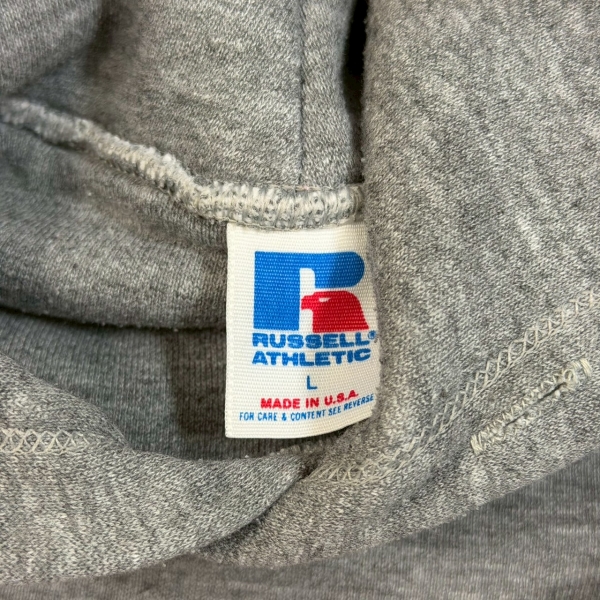 RUSSELL®
ATHLETIC
L
MADE IN U.S.A.
FOR CARE & CONTENT SEE REVERSE